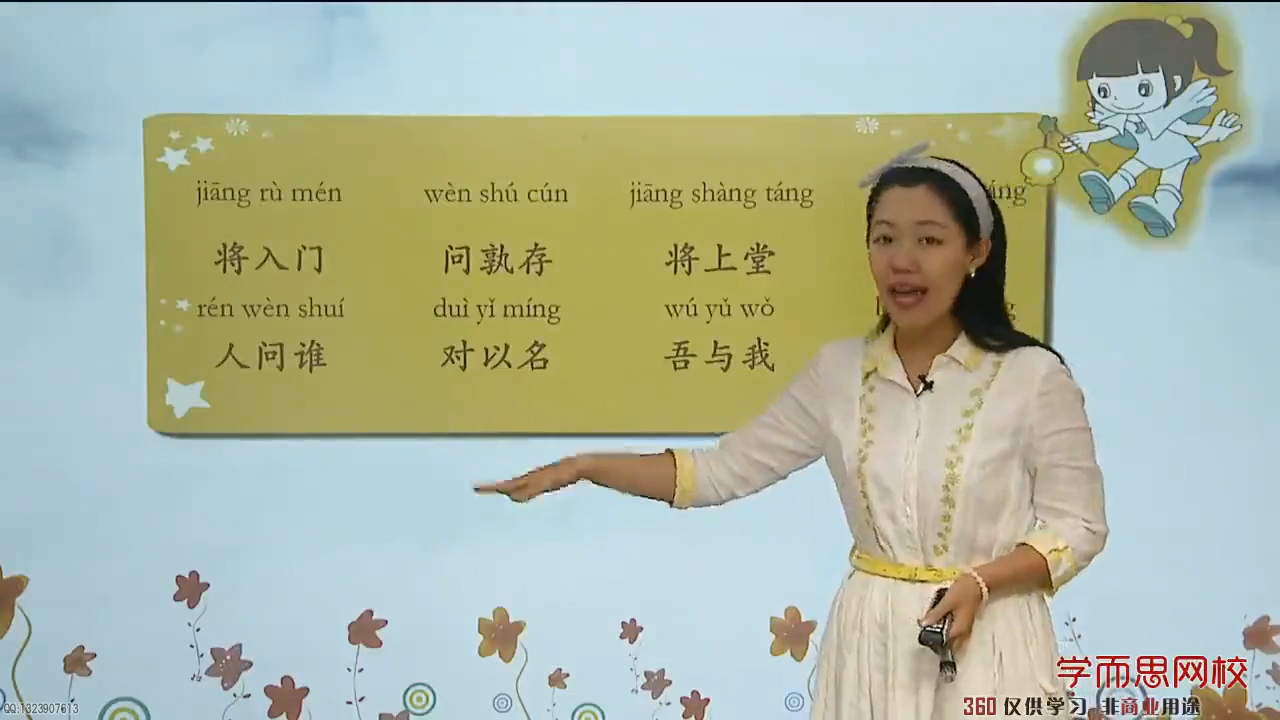 jiāng rù mén wèn shú cún jiāng shàng táng
将入门 问孰存 将上堂
rén wèn shuí duì yǐ míng wú yǔ wǒ
人问谁 对以名 吾与我
学而思网校
360 仅供学习 非商业用途
QQ:1323907613